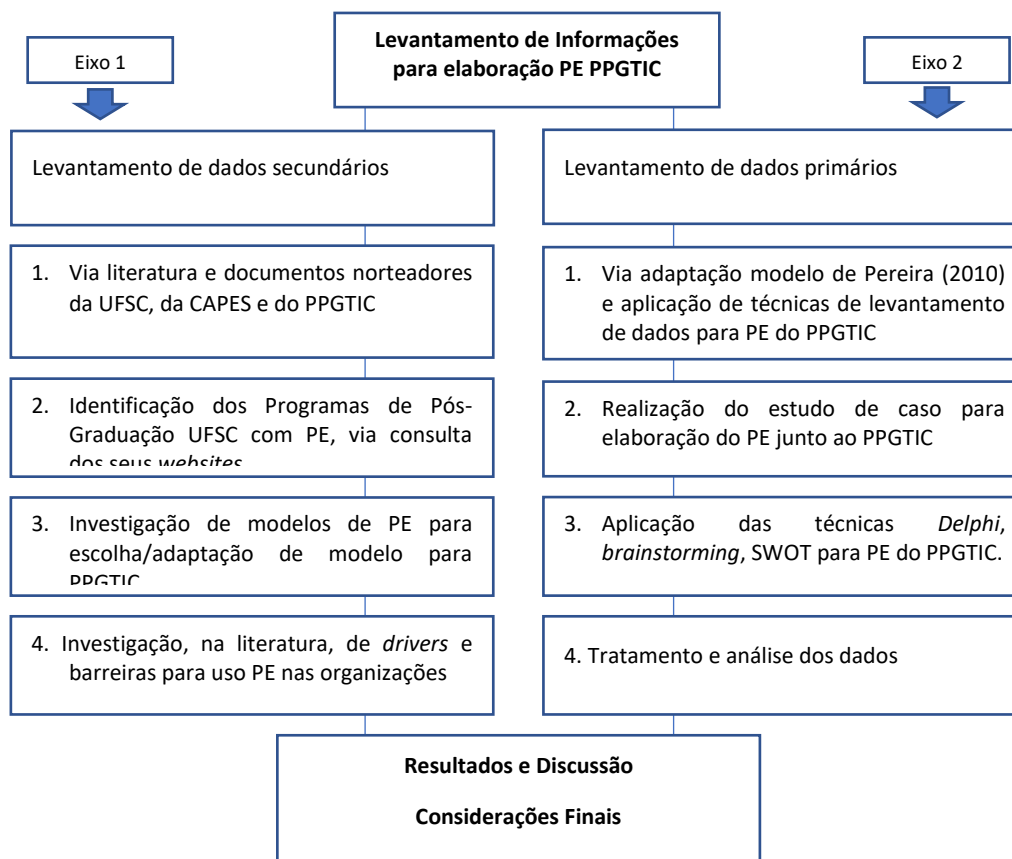 Levantamento de Informações
para elaboração PE PPGTIC
Eixo 1
Eixo 2
Levantamento de dados secundários
1. Via literatura e documentos norteadores
da UFSC, da CAPES e do PPGTIC
2. Identificação dos Programas de Pós-
Graduação UFSC com PE, via consulta
dos seus websites
3. Investigação de modelos de PE para
escolha/adaptação de modelo para
PPGTIC
4. Investigação, na literatura, de drivers e
barreiras para uso PE nas organizações
Levantamento de dados primários
1. Via adaptação modelo de Pereira (2010)
e aplicação de técnicas de levantamento
de dados para PE do PPGTIC
2. Realização do estudo de caso para
elaboração do PE junto ao PPGTIC
3. Aplicação das técnicas Delphi,
brainstorming, SWOT para PE do PPGTIC.
4. Tratamento e análise dos dados
Resultados e Discussão
Considerações Finais